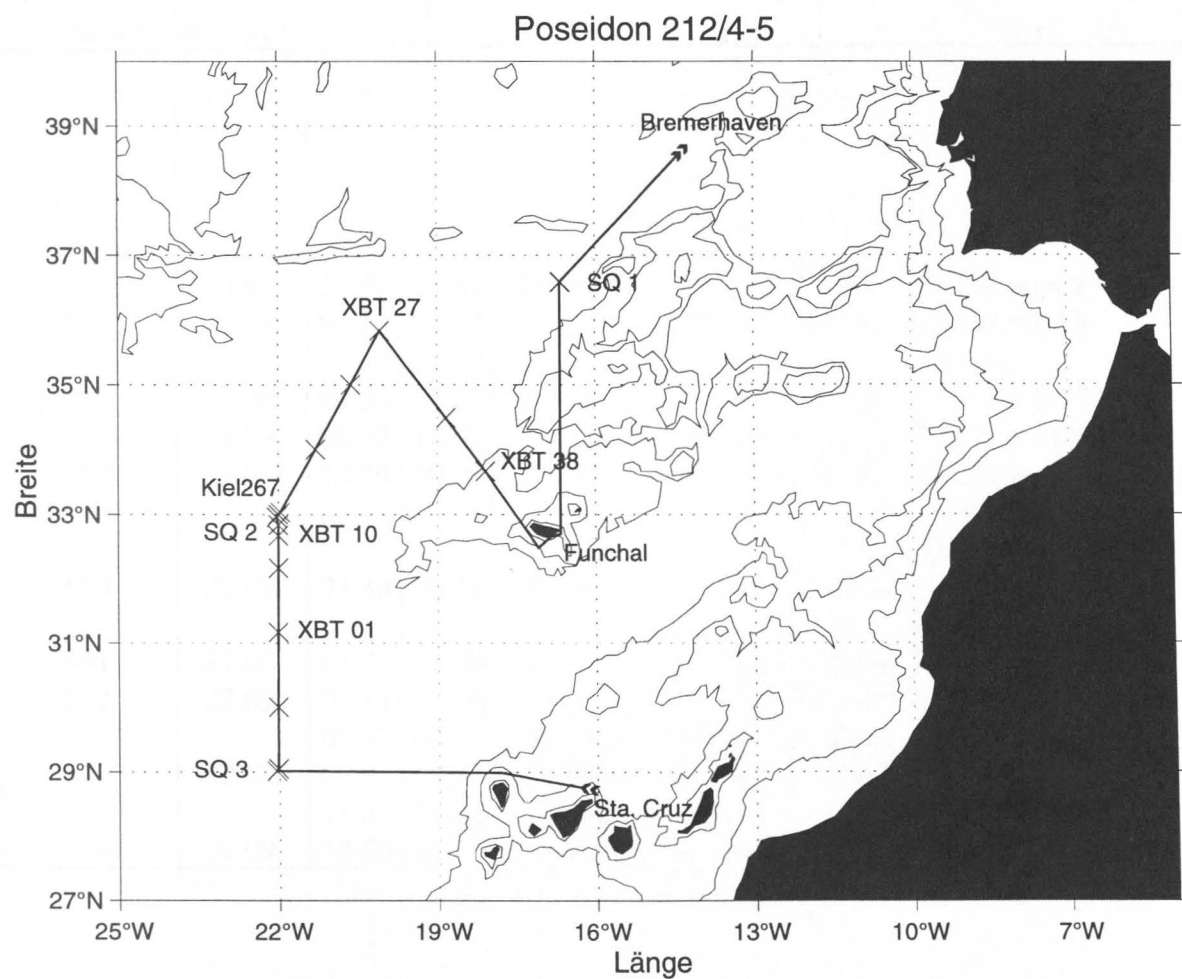 Poseidon 212/4-5
39°N
37°N
35°N
33°N
31°N
29°N
27°N
Breite
Bremerhaven
SQ 1
XBT 27
XBT 38
Kiel267
SQ 2
XBT 10
Funchal
XBT 01
SQ 3
Sta. Cruz
25°W
22°W
19°W
16°W
13°W
10°W
7°W
Länge